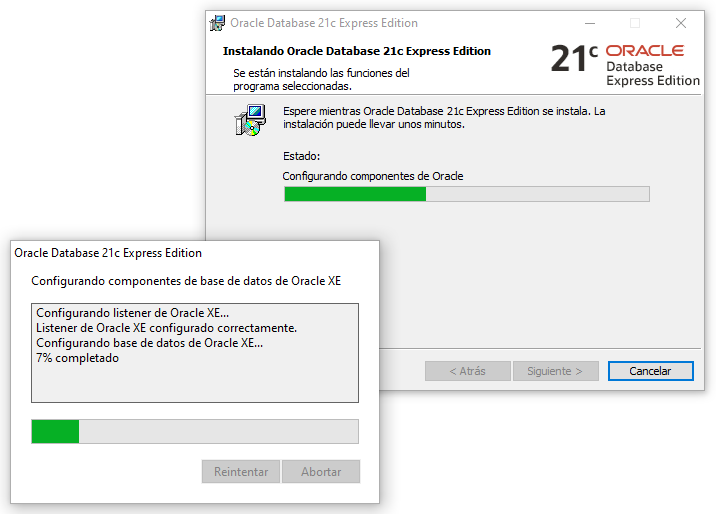 Oracle Database 21c Express Edition
Instalando Oracle Database 21c Express Edition
Se están instalando las funciones del
programa seleccionadas.
21c ORACLE
Database
Express Edition
Espere mientras Oracle Database 21c Express Edition se instala. La
instalación puede llevar unos minutos.
Estado:
Configurando componentes de Oracle
< Atrás
Siguiente >
Cancelar
Oracle Database 21c Express Edition
Configurando componentes de base de datos de Oracle XE
Configurando listener de Oracle XE...
Listener de Oracle XE configurado correctamente.
Configurando base de datos de Oracle XE...
7% completado
Reintentar
Abortar